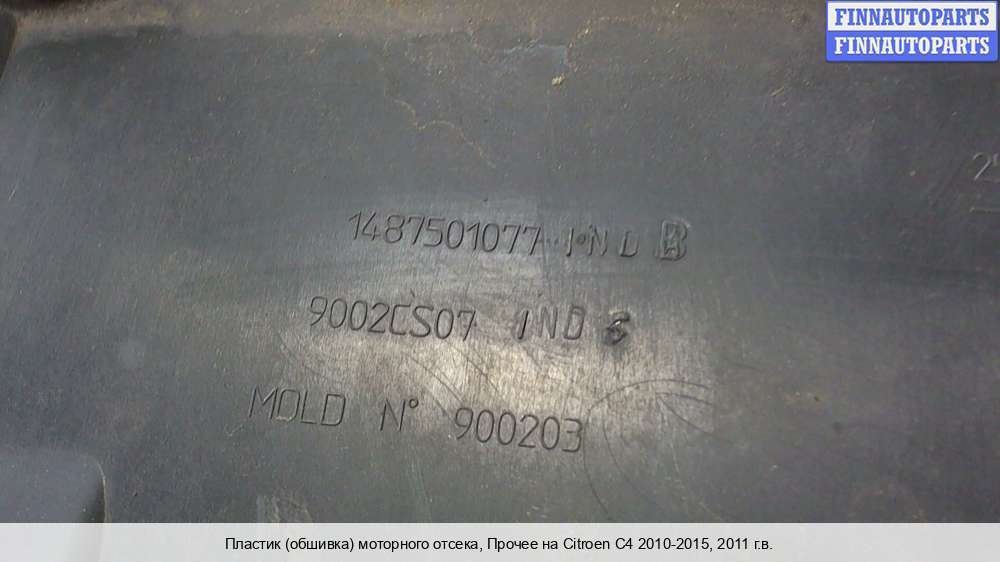 FINNAUTOPARTS
FINNAUTOPARTS
1487501077 IND
9002CS07 IND
MOLD N° 900203
Пластик (обшивка) моторного отсека, Прочее на Citroen C4 2010-2015, 2011 г.в.